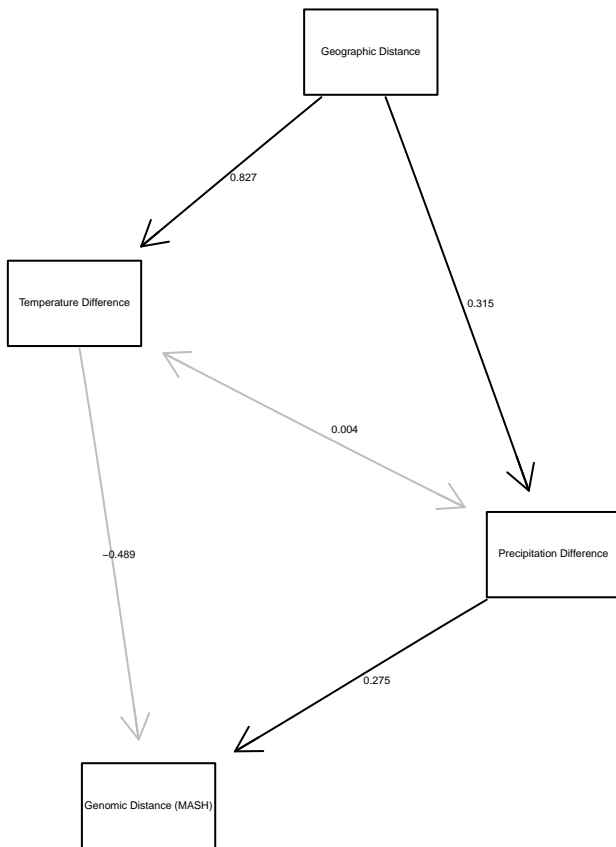 Geographic Distance
0.827
Temperature Difference
0.315
0.004
−0.489
Precipitation Difference
0.275
Genomic Distance (MASH)